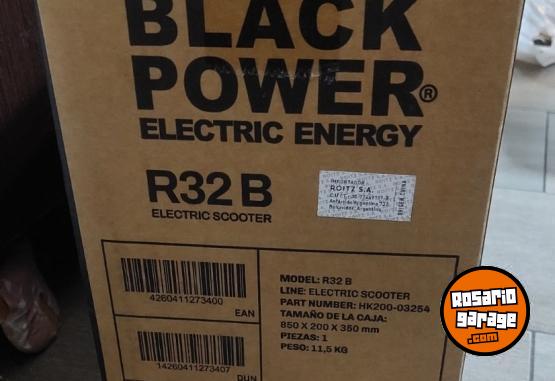 BLACK
POWER®
ELECTRIC ENERGY
R32 B
ELECTRIC SCOOTER
ROITZ S.A.
MODEL: R32 B
LINE: ELECTRIC SCOOTER
PART NUMBER: HK200-03254
TAMAÑO DE LA CAJA:
850 X 200 X 350 mm
PIEZAS: 1
PESO: 11,5 KG
4260411273400
EAN
14260411273407
DUN
Rosario
garage
.com